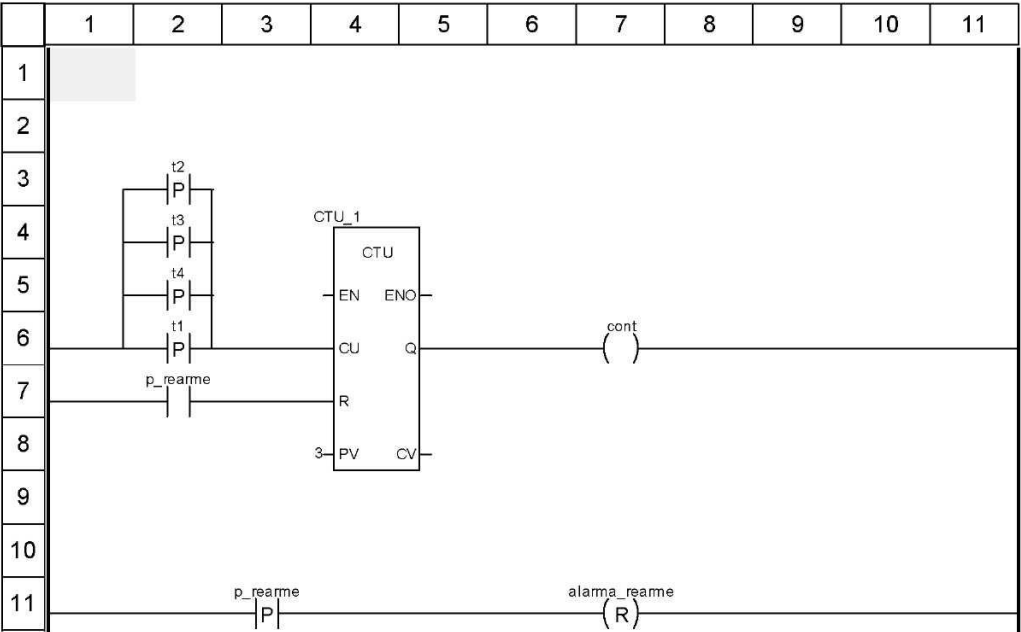 1 2 3 4 5 6 7 8 9 10 11
1
2
t2
3
P
t3
CTU_1
4
P
CTU
t4
5
P
EN ENO
t1
cont
6
P
CU Q
p_rearme
7
R
8
3 PV CV
9
10
p_rearme alarma_rearme
11
P R